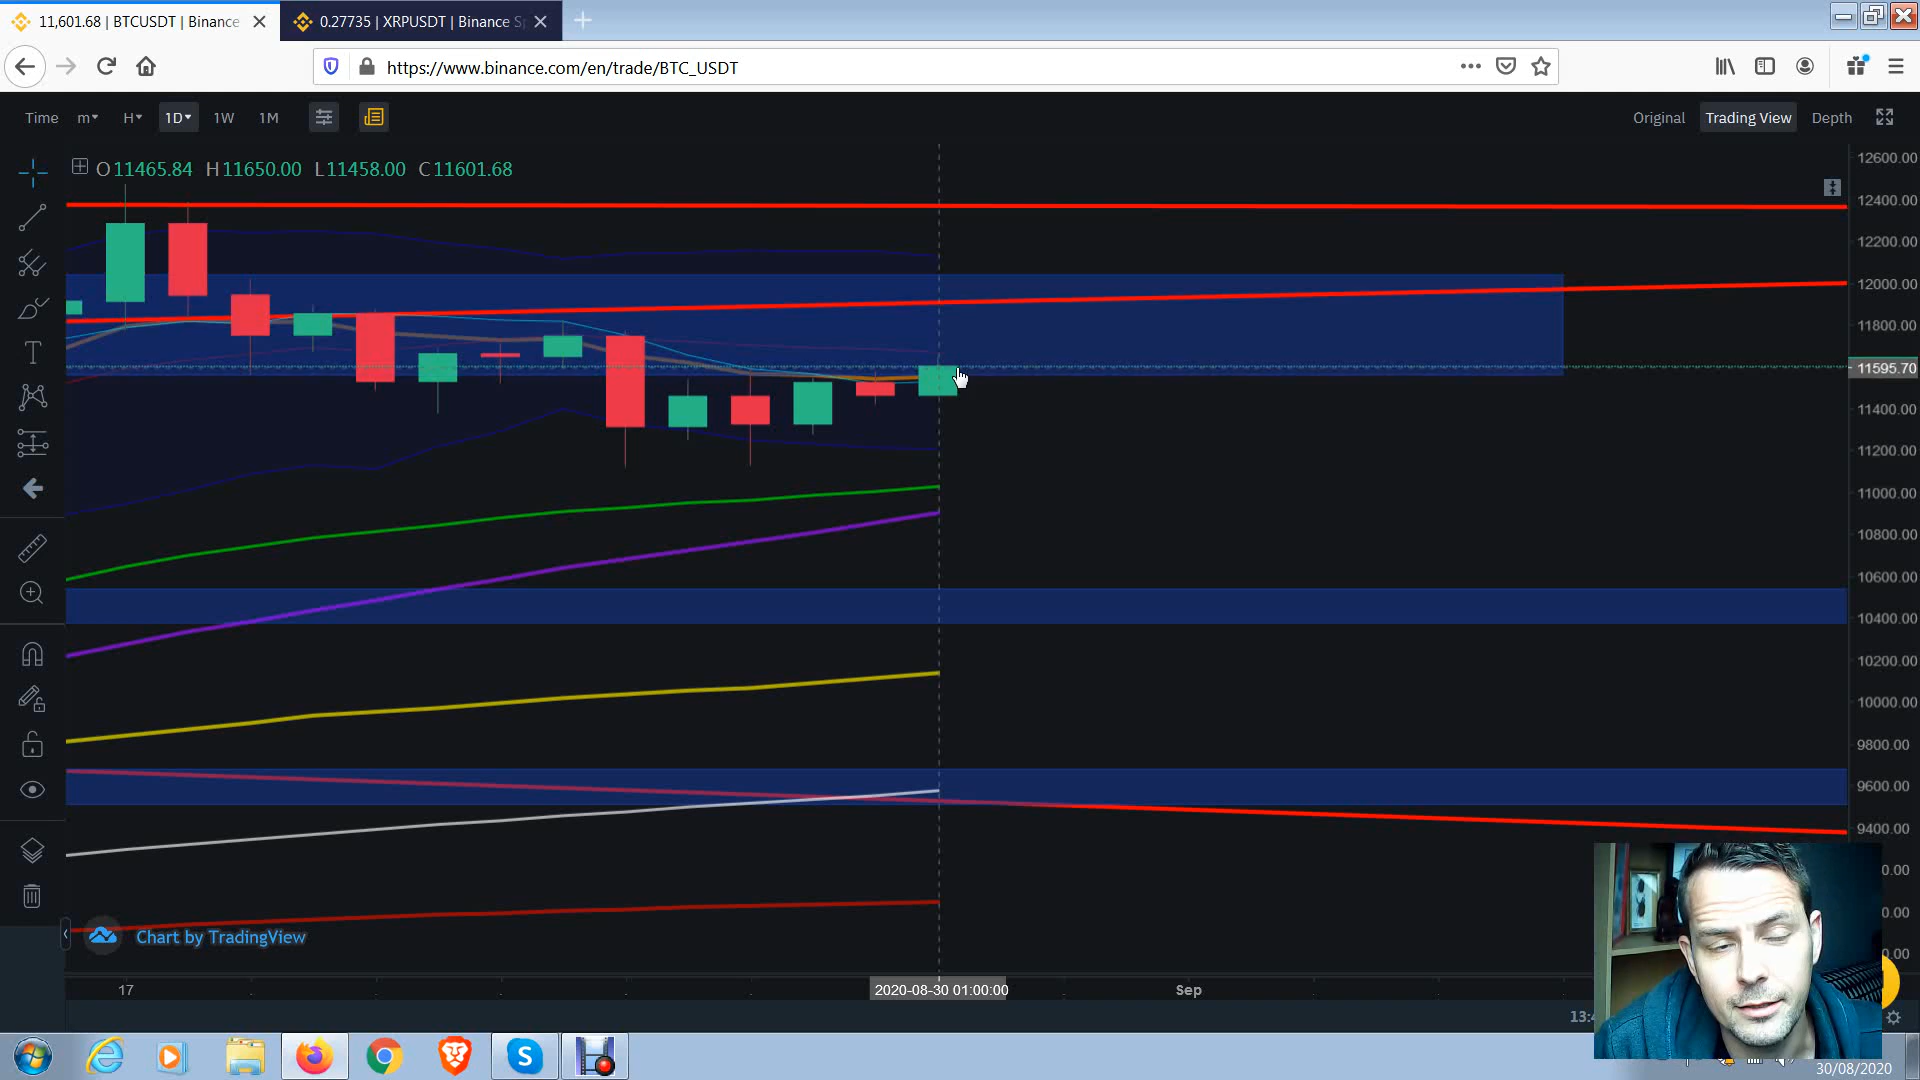 11,601.68 | BTCUSDT | Binance
0.27735 | XRPUSDT | Binance
https://www.binance.com/en/trade/BTC_USDT
Time m H 1D 1W 1M
Original Trading View Depth
O11465.84 H11650.00 L11458.00 C11601.68
12600.00
12400.00
12200.00
12000.00
11800.00
11595.70
11400.00
11200.00
11000.00
10800.00
10600.00
10400.00
10200.00
10000.00
9800.00
9600.00
9400.00
Chart by TradingView
17
2020-08-30 01:00:00
Sep
30/08/2020